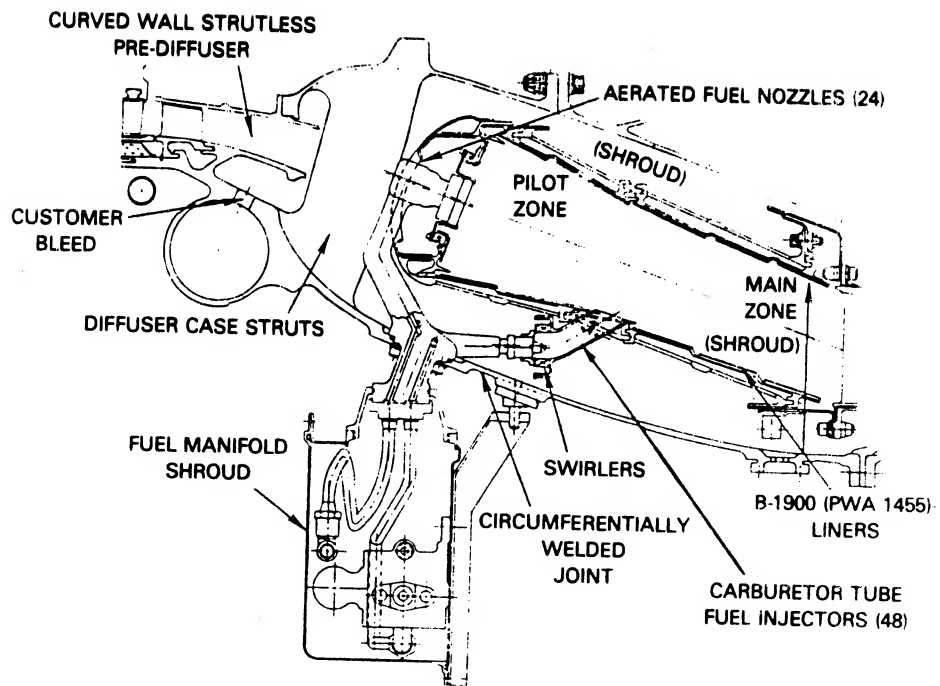 CURVED WALL STRUTLESS
PRE-DIFFUSER
AERATED FUEL NOZZLES (24)
(SHROUD)
PILOT
ZONE
CUSTOMER
BLEED
MAIN
ZONE
DIFFUSER CASE STRUTS
(SHROUD)
FUEL MANIFOLD
SHROUD
SWIRLERS
B-1900 (PWA 1455)
LINERS
CIRCUMFERENTIALLY
WELDED
JOINT
CARBURETOR TUBE
FUEL INJECTORS (48)